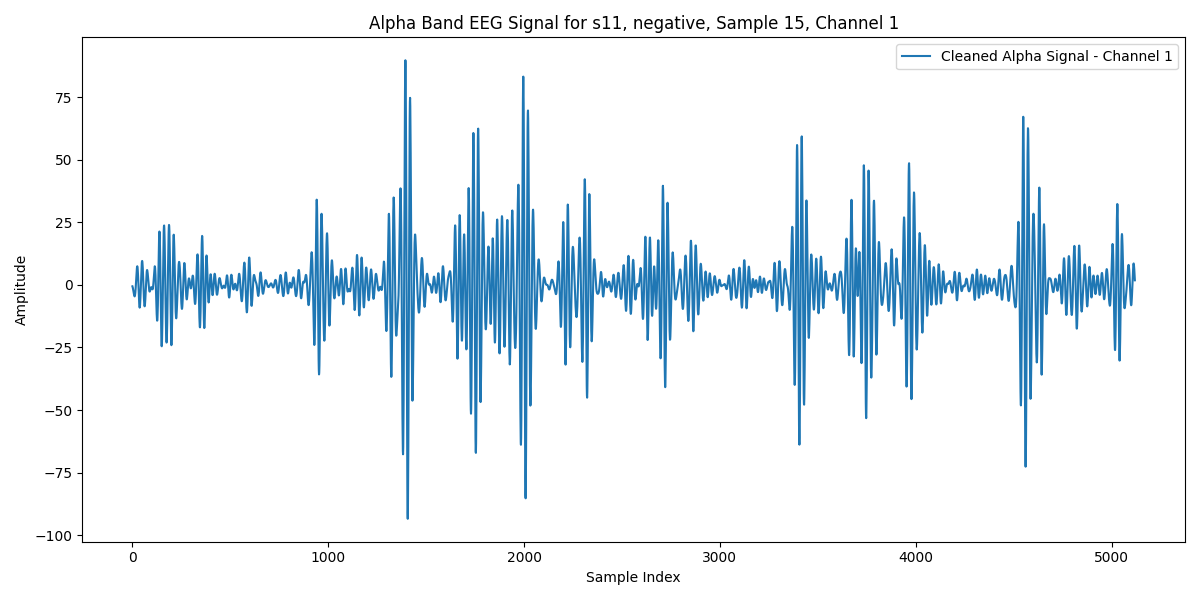 Alpha Band EEG Signal for s11, negative, Sample 15, Channel 1
Cleaned Alpha Signal - Channel 1
Amplitude
75
50
25
0
−25
−50
−75
−100
0 1000 2000 3000 4000 5000
Sample Index